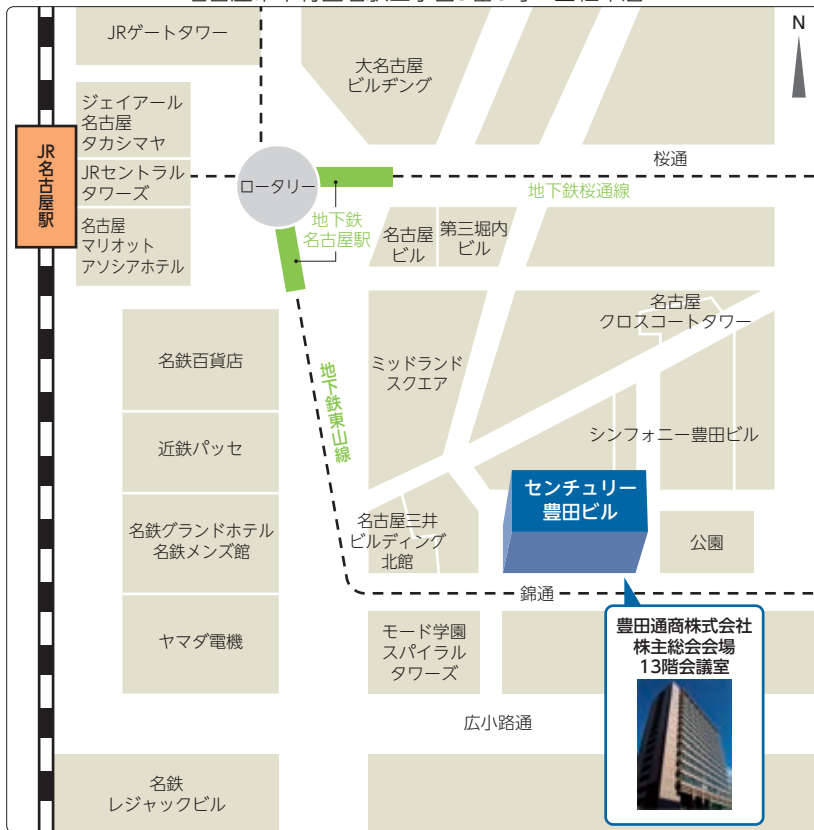 JRゲートタワー
大名古屋
ビルヂング
N
ジェイアール
名古屋
タカシマヤ
JR名古屋駅
JRセントラル
タワーズ
名古屋
マリオット
アソシアホテル
ロータリー
桜通
地下鉄桜通線
地下鉄
名古屋駅
名古屋
ビル
第三堀内
ビル
名古屋
クロスコートタワー
名鉄百貨店
地下鉄東山線
ミッドランド
スクエア
近鉄パッセ
シンフォニー豊田ビル
センチュリー
豊田ビル
名鉄グランドホテル
名鉄メンズ館
名古屋三井
ビルディング
北館
公園
錦通
ヤマダ電機
モード学園
スパイラル
タワーズ
豊田通商株式会社
株主総会会場
13階会議室
広小路通
名鉄
レジャックビル